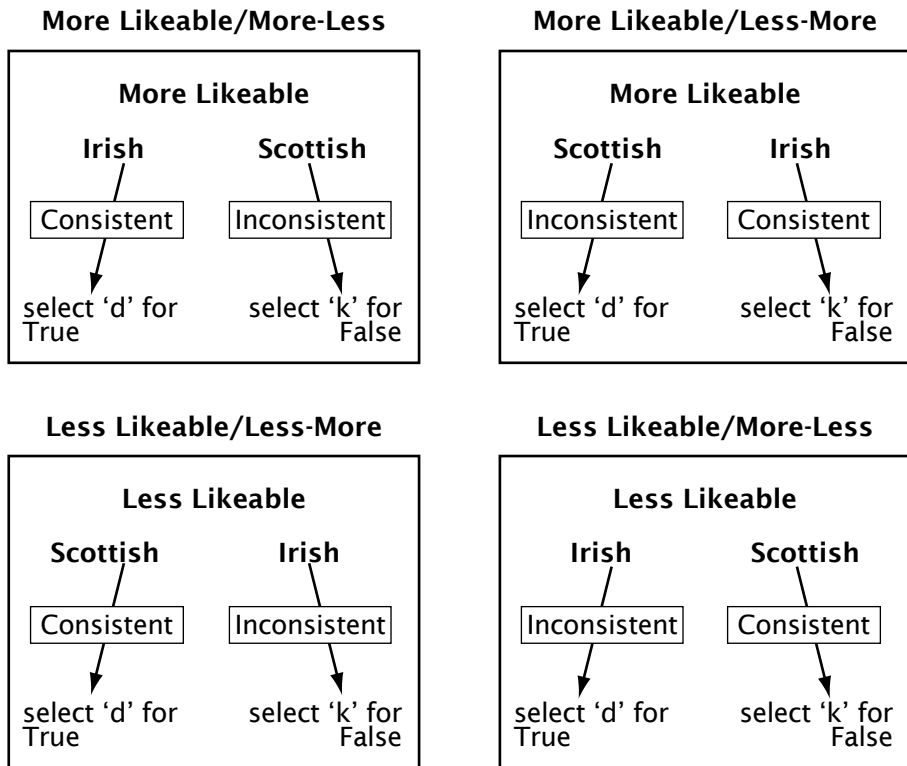 More Likeable/More-Less
More Likeable
Irish Scottish
Consistent Inconsistent
select ‘d’ for select ‘k’ for
True False
More Likeable/Less-More
More Likeable
Scottish Irish
Inconsistent Consistent
select ‘d’ for select ‘k’ for
True False
Less Likeable/Less-More
Less Likeable
Scottish Irish
Consistent Inconsistent
select ‘d’ for select ‘k’ for
True False
Less Likeable/More-Less
Less Likeable
Irish Scottish
Inconsistent Consistent
select ‘d’ for select ‘k’ for
True False